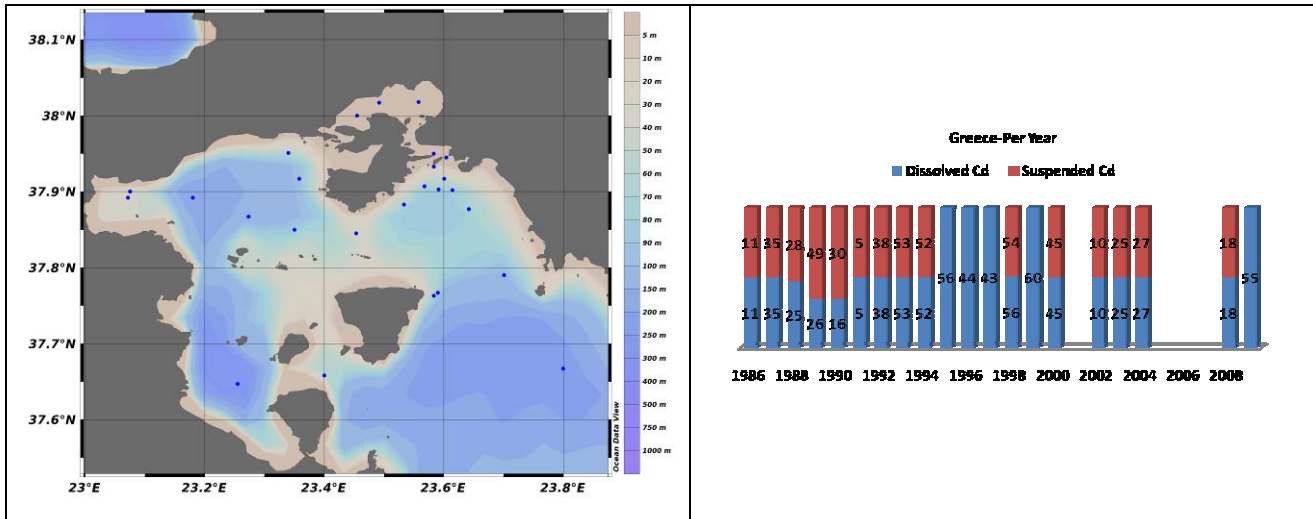 38.1°N
38°N
37.9°N
37.8°N
37.7°N
37.6°N
23°E 23.2°E 23.4°E 23.6°E 23.8°E
5 m
10 m
20 m
30 m
40 m
50 m
60 m
70 m
80 m
90 m
100 m
150 m
200 m
250 m
300 m
400 m
500 m
750 m
1000 m
Ocean Data View
Greece-Per Year
Dissolved Cd Suspended Cd
11 35 28 49 30 5 38 53 52 54 45 10 25 27 18
56 44 43 60 55
11 35 25 26 16 5 38 53 52 56 45 10 25 27 18
1986 1988 1990 1992 1994 1996 1998 2000 2002 2004 2006 2008